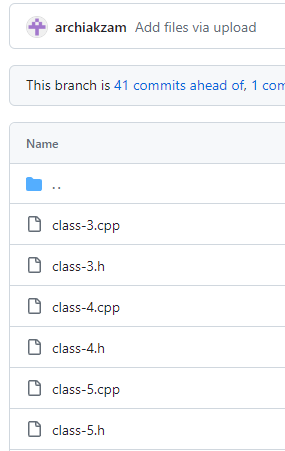 archiakzam Add files via upload
This branch is 41 commits ahead of, 1 com
Name
..
class-3.cpp
class-3.h
class-4.cpp
class-4.h
class-5.cpp
class-5.h